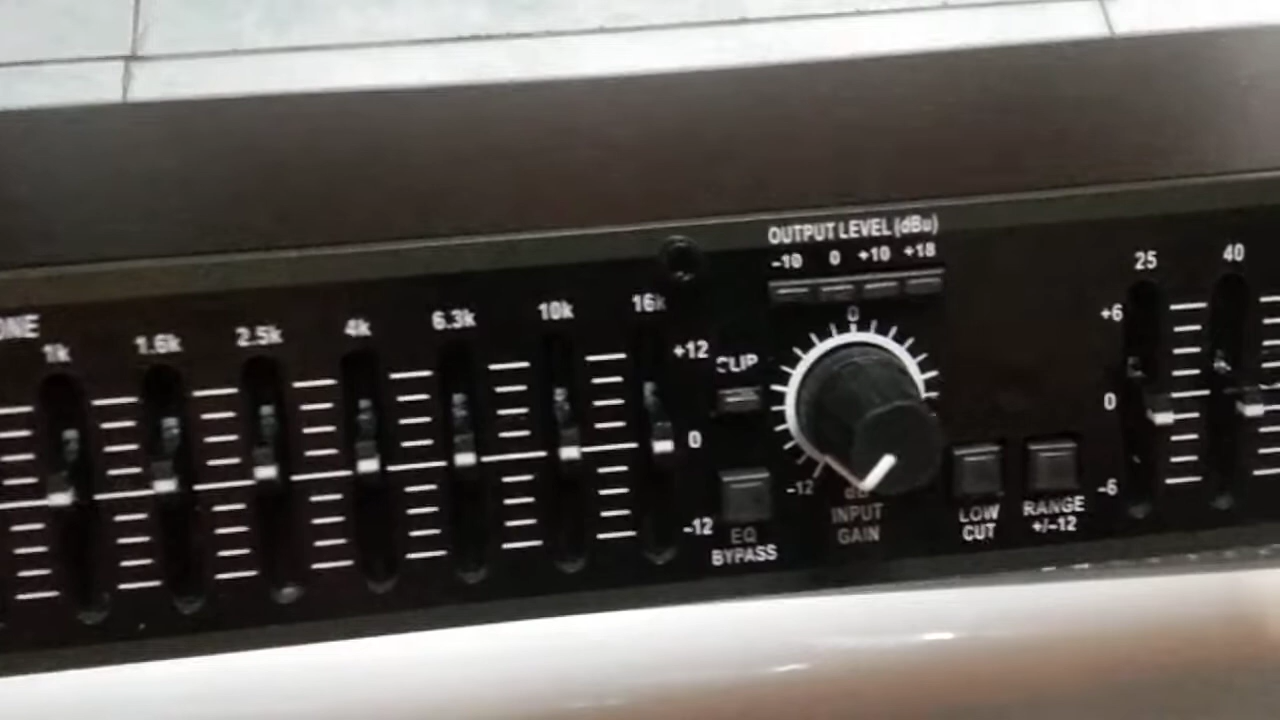 ONE
1k 1.6k 2.5k 4k 6.3k 10k 16k
+12
0
-12
CLIP
EQ
BYPASS
OUTPUT LEVEL (dBu)
-10 0 +10 +18
0
-12
dB
INPUT
GAIN
LOW
CUT
RANGE
+/-12
25 40
+6
0
-6